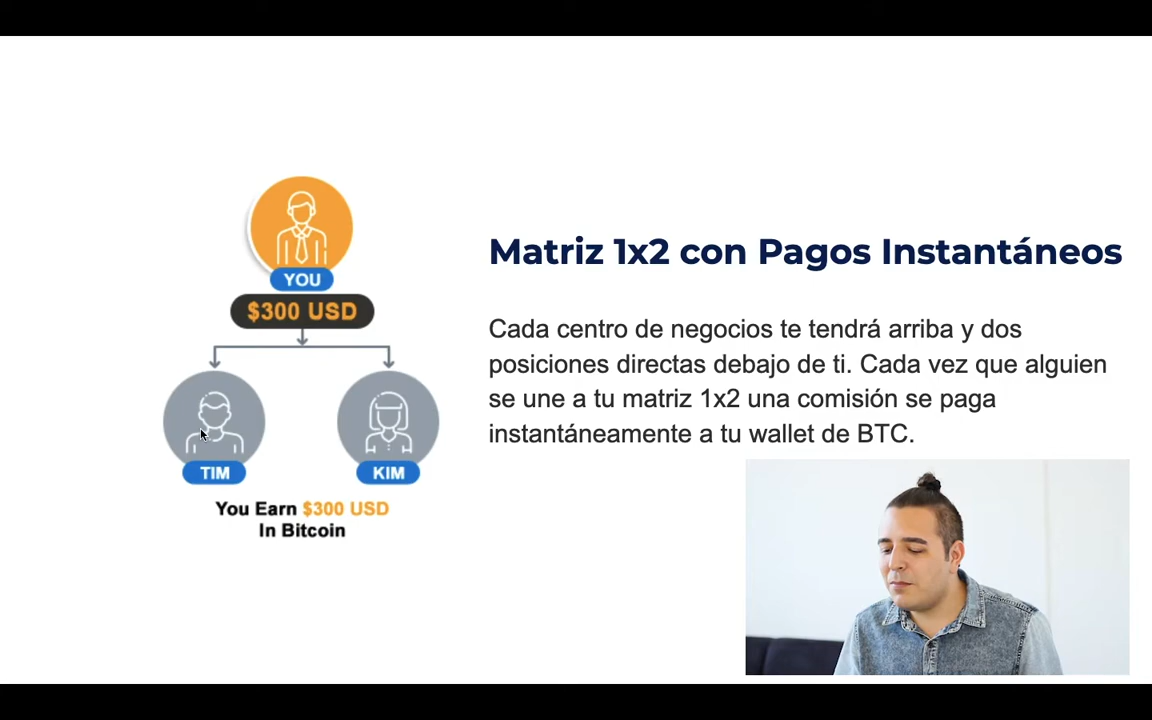 YOU
$300 USD
TIM
KIM
You Earn $300 USD
In Bitcoin
Matriz 1x2 con Pagos Instantáneos
Cada centro de negocios te tendrá arriba y dos
posiciones directas debajo de ti. Cada vez que alguien
se une a tu matriz 1x2 una comisión se paga
instantáneamente a tu wallet de BTC.